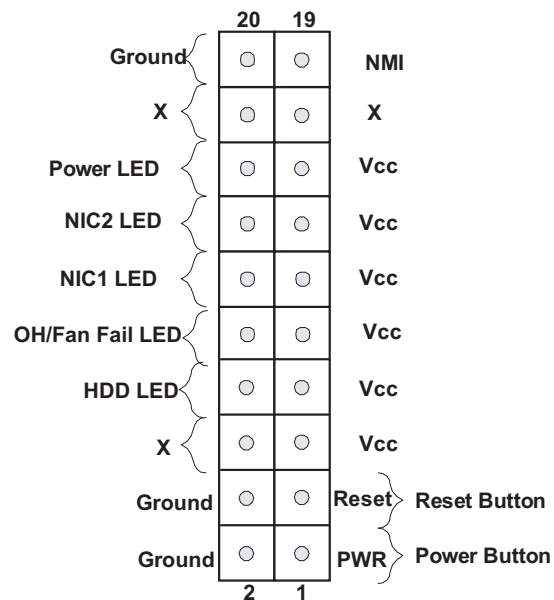 20 19
Ground NMI
X X
Power LED Vcc
NIC2 LED Vcc
NIC1 LED Vcc
OH/Fan Fail LED Vcc
HDD LED Vcc
X Vcc
Ground Reset Reset Button
Ground PWR Power Button
2 1